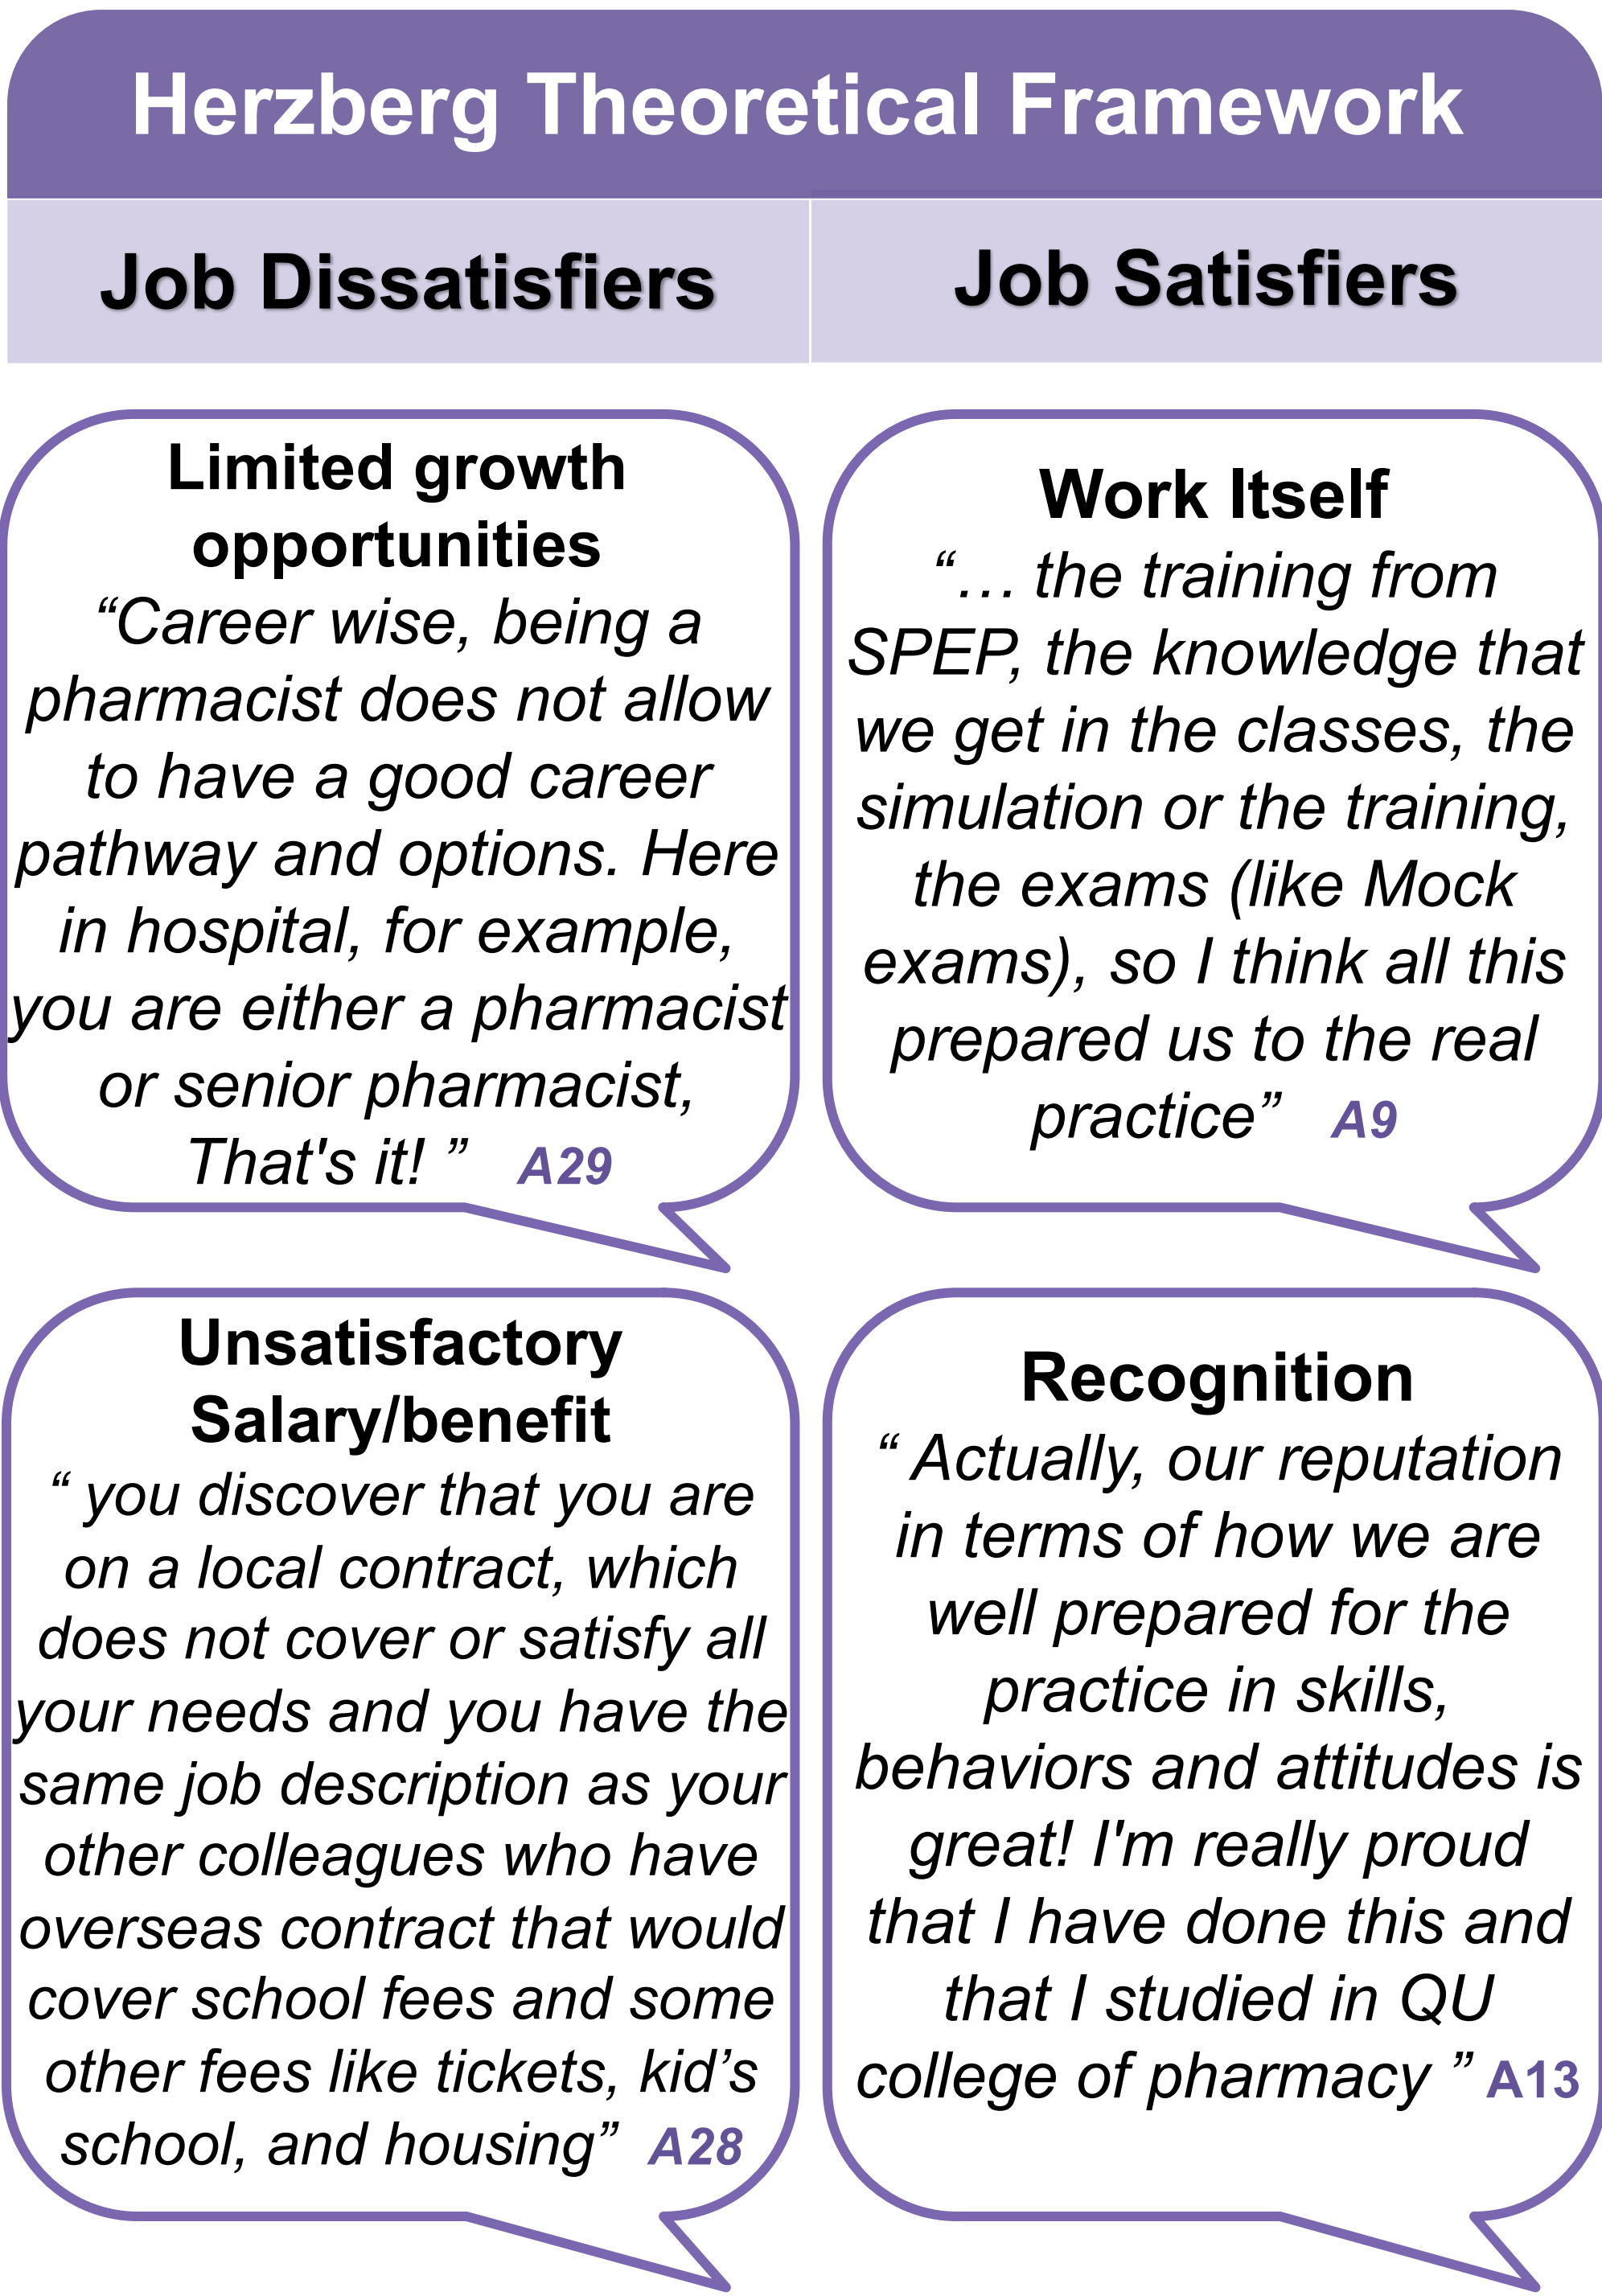 Herzberg Theoretical Framework
Job Dissatisfiers
Job Satisfiers
Limited growth
opportunities
“Career wise, being a
pharmacist does not allow
to have a good career
pathway and options. Here
in hospital, for example,
you are either a pharmacist
or senior pharmacist,
That's it! ” A29
Work Itself
“… the training from
SPEP, the knowledge that
we get in the classes, the
simulation or the training,
the exams (like Mock
exams), so I think all this
prepared us to the real
practice” A9
Unsatisfactory
Salary/benefit
“ you discover that you are
on a local contract, which
does not cover or satisfy all
your needs and you have the
same job description as your
other colleagues who have
overseas contract that would
cover school fees and some
other fees like tickets, kid’s
school, and housing” A28
Recognition
“ Actually, our reputation
in terms of how we are
well prepared for the
practice in skills,
behaviors and attitudes is
great! I'm really proud
that I have done this and
that I studied in QU
college of pharmacy ” A13